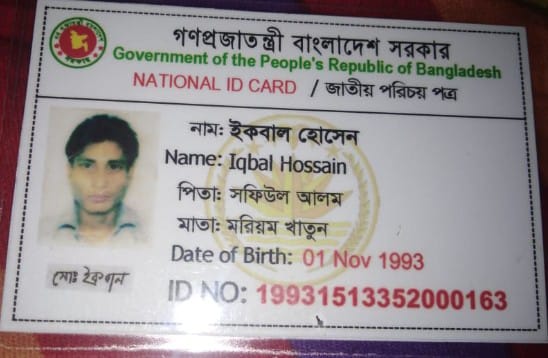 গণপ্রজাতন্ত্রী বাংলাদেশ সরকার
Government of the People's Republic of Bangladesh
NATIONAL ID CARD / জাতীয় পরিচয় পত্র
নাম: ইকবাল হোসেন
Name: Iqbal Hossain
পিতা: সফিউল আলম
মাতা: মরিয়ম খাতুন
Date of Birth: 01 Nov 1993
মোঃ ইকবাল
ID NO: 19931513352000163